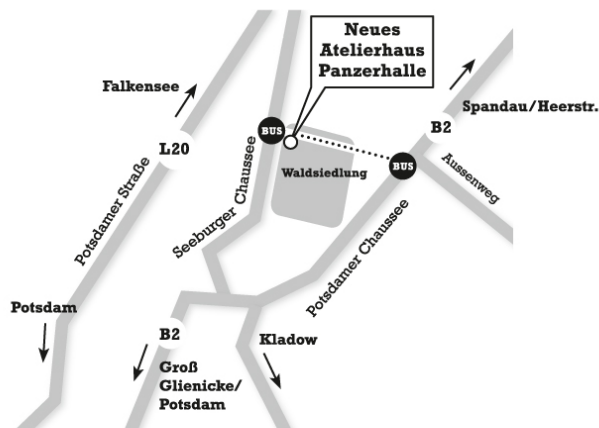 Neues
Atelierhaus
Panzerhalle
Falkensee
Spandau/Heerstr.
B2
BUS
L20
BUS
Waldsiedlung
Aussenweg
Potsdamer Straße
Seeburger Chaussee
Potsdamer Chaussee
Potsdam
B2
Kladow
Groß
Glienicke/
Potsdam